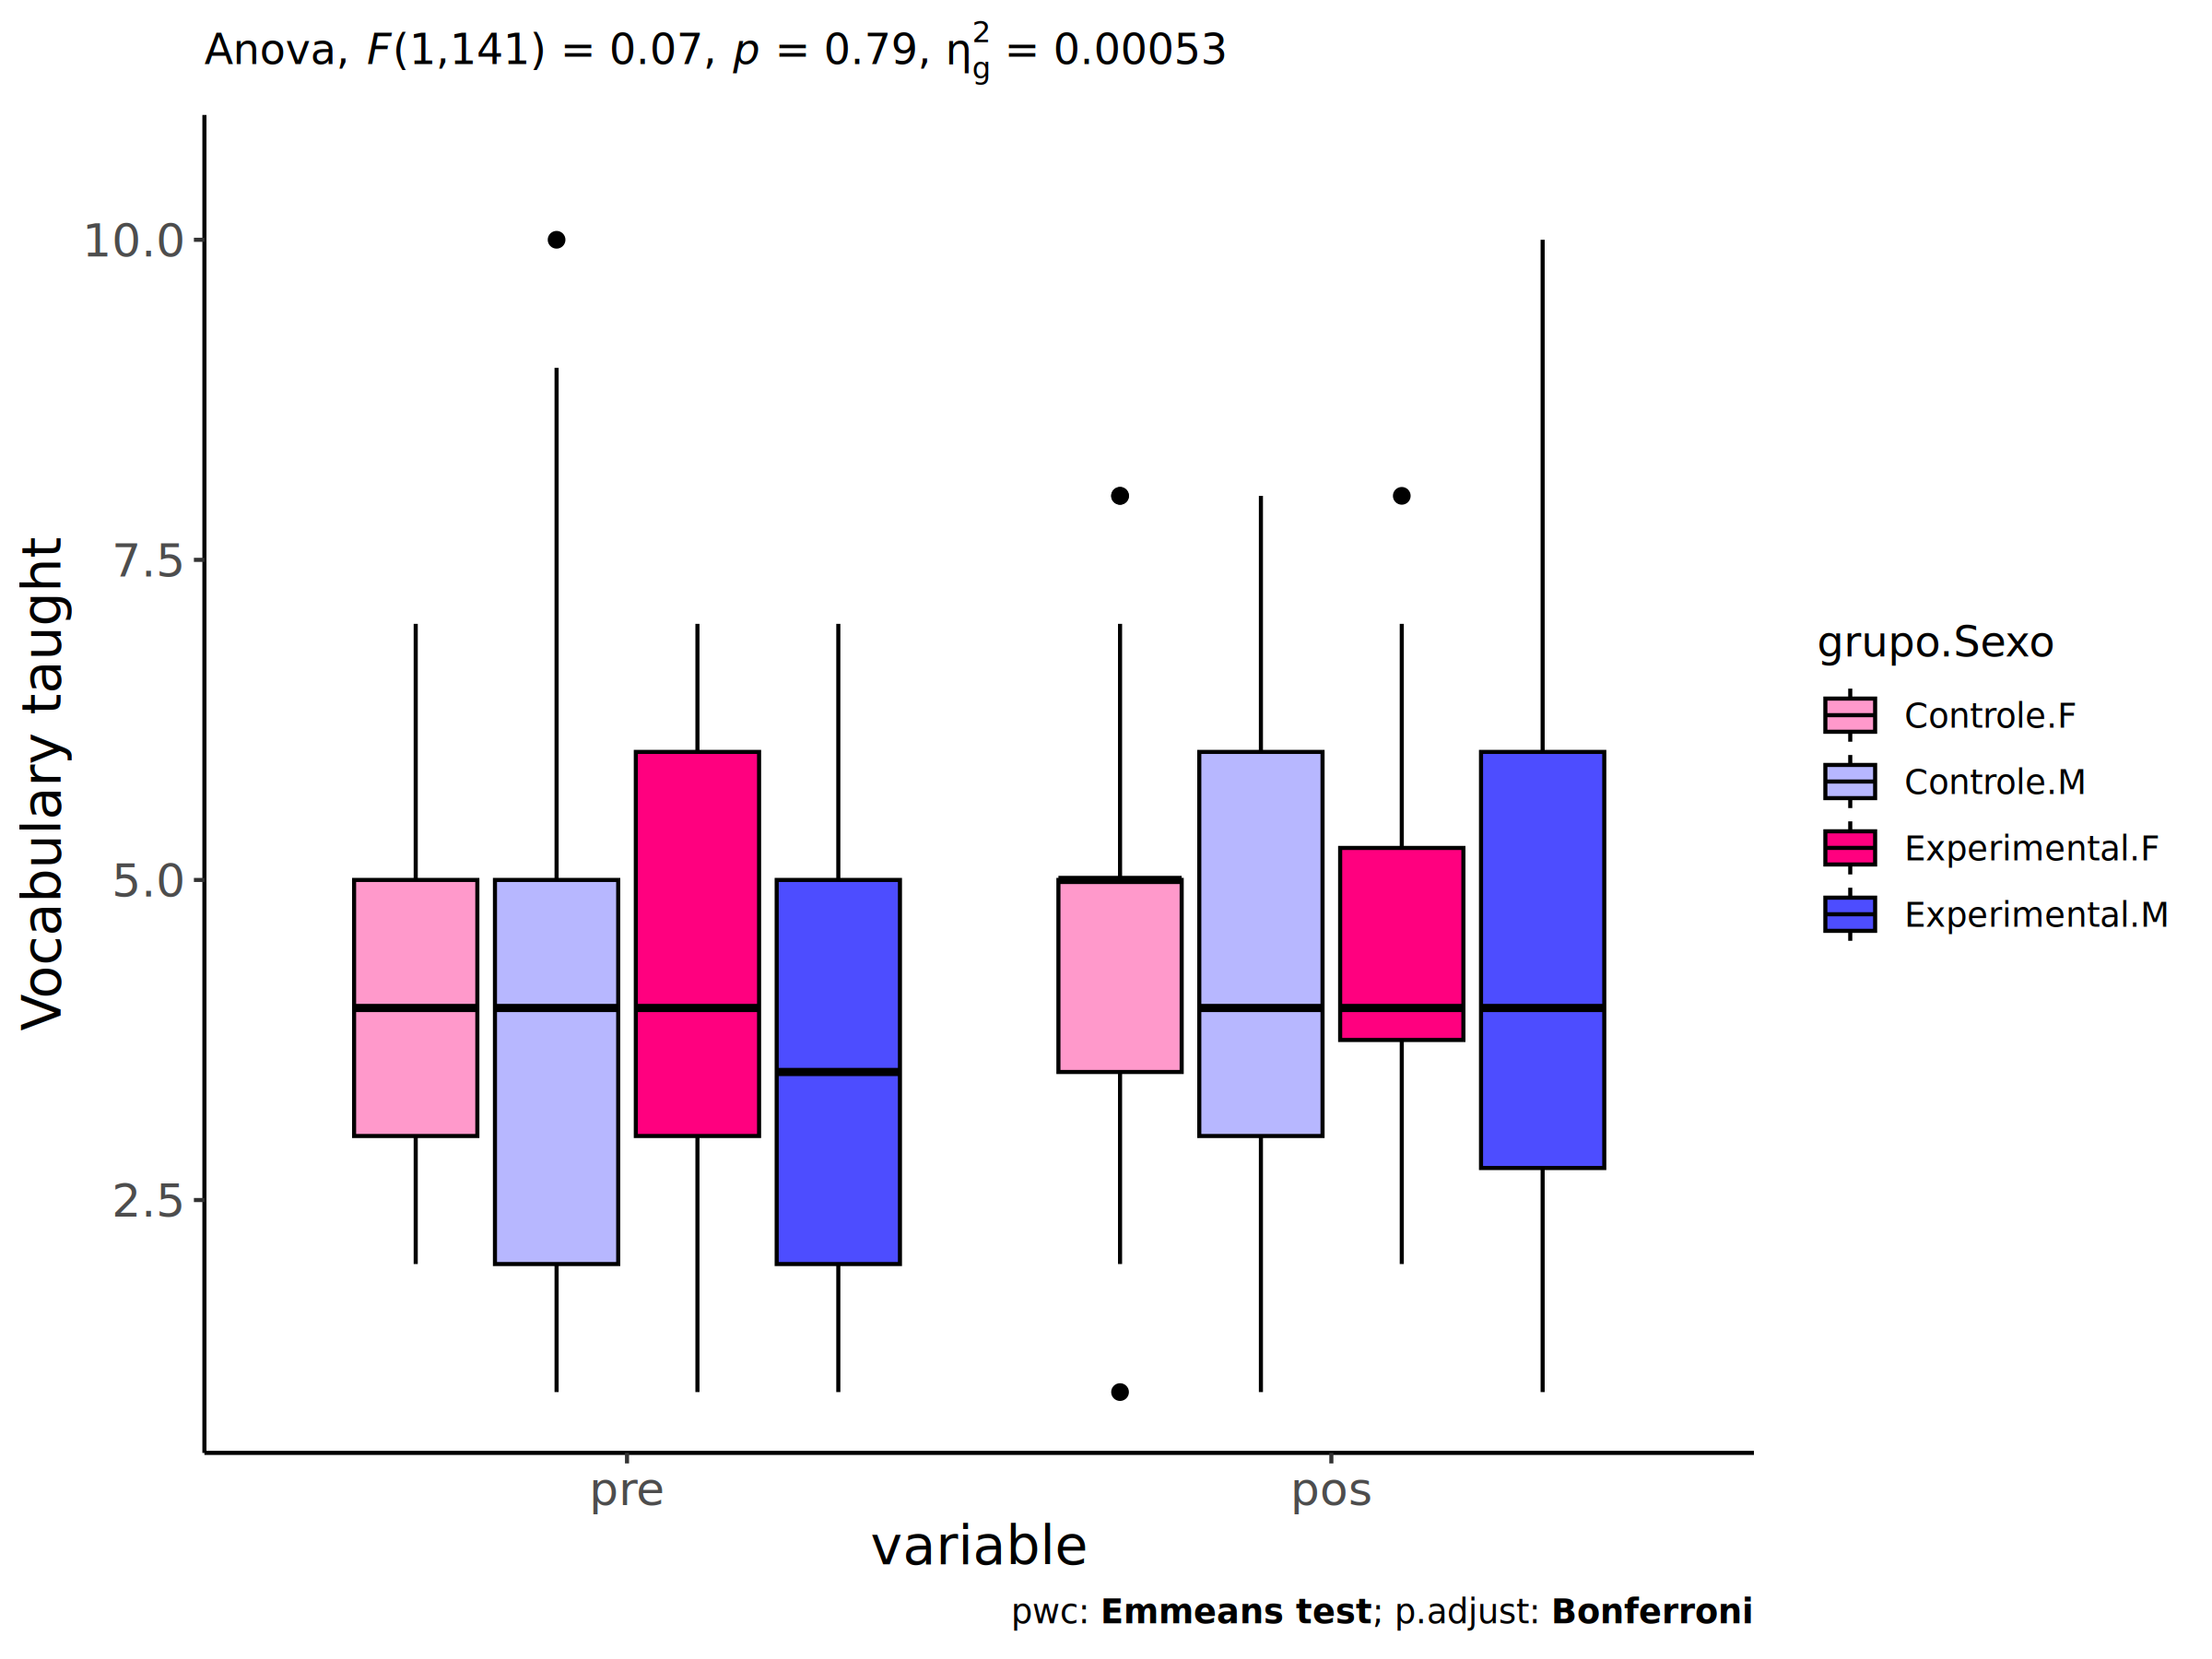 Anova, F(1,141) = 0.07, p = 0.79, η²g = 0.00053
Vocabulary taught
10.0
7.5
5.0
2.5
pre
pos
variable
grupo.Sexo
Controle.F
Controle.M
Experimental.F
Experimental.M
pwc: Emmeans test; p.adjust: Bonferroni